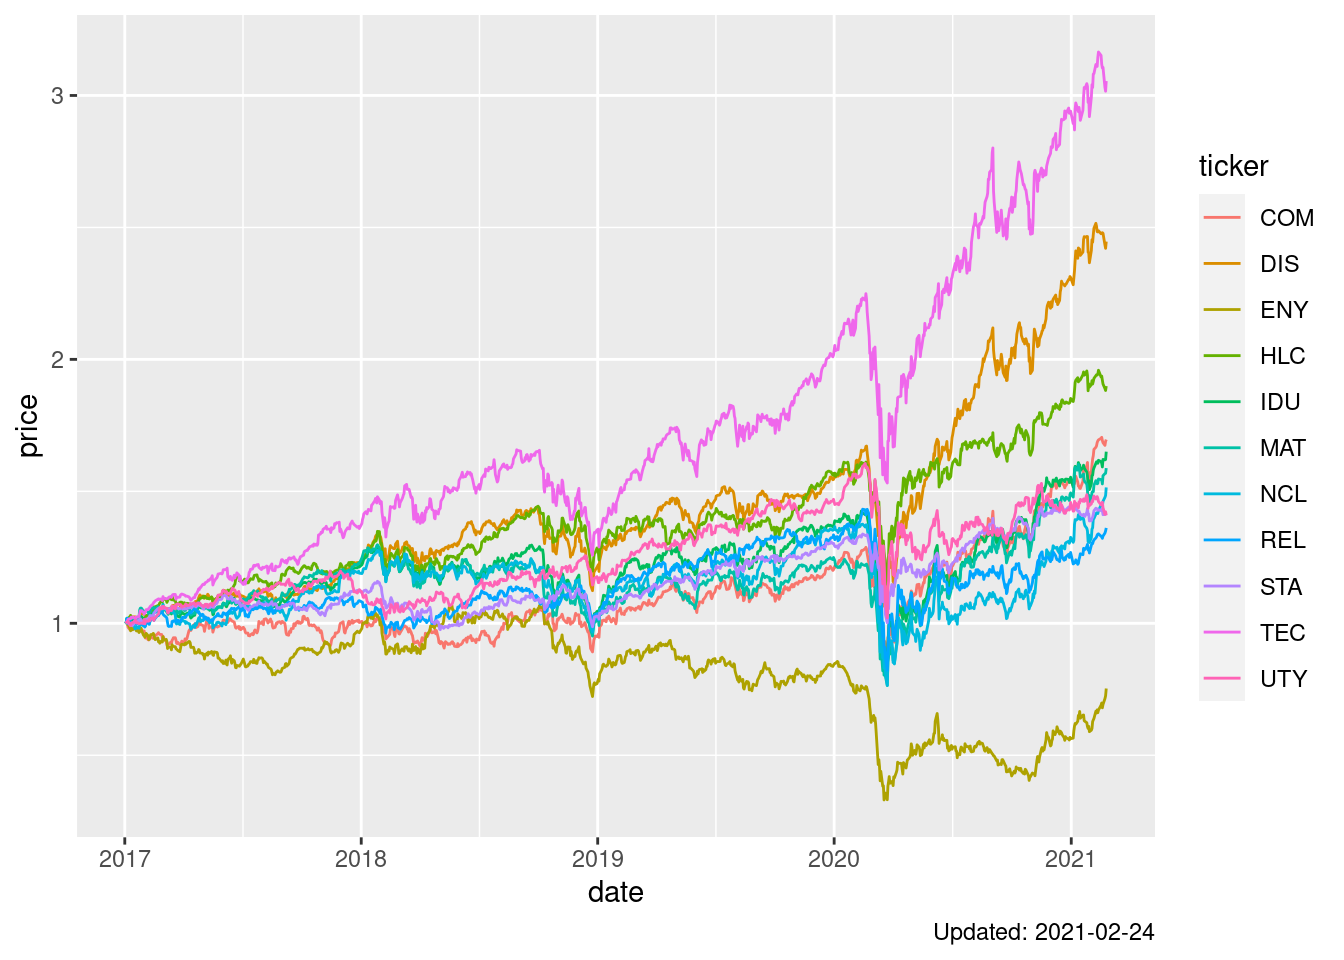 3
2
1
price
2017 2018 2019 2020 2021
date
Updated: 2021-02-24
ticker
COM
DIS
ENY
HLC
IDU
MAT
NCL
REL
STA
TEC
UTY